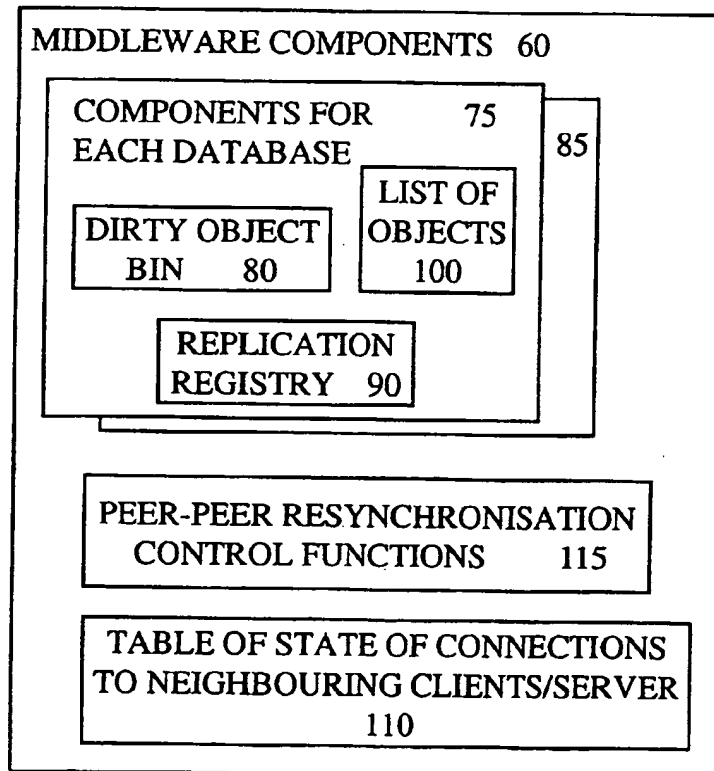 MIDDLEWARE COMPONENTS 60
COMPONENTS FOR 75
EACH DATABASE
85
LIST OF
OBJECTS
100
DIRTY OBJECT
BIN 80
REPLICATION
REGISTRY 90
PEER-PEER RESYNCHRONISATION
CONTROL FUNCTIONS 115
TABLE OF STATE OF CONNECTIONS
TO NEIGHBOURING CLIENTS/SERVER
110